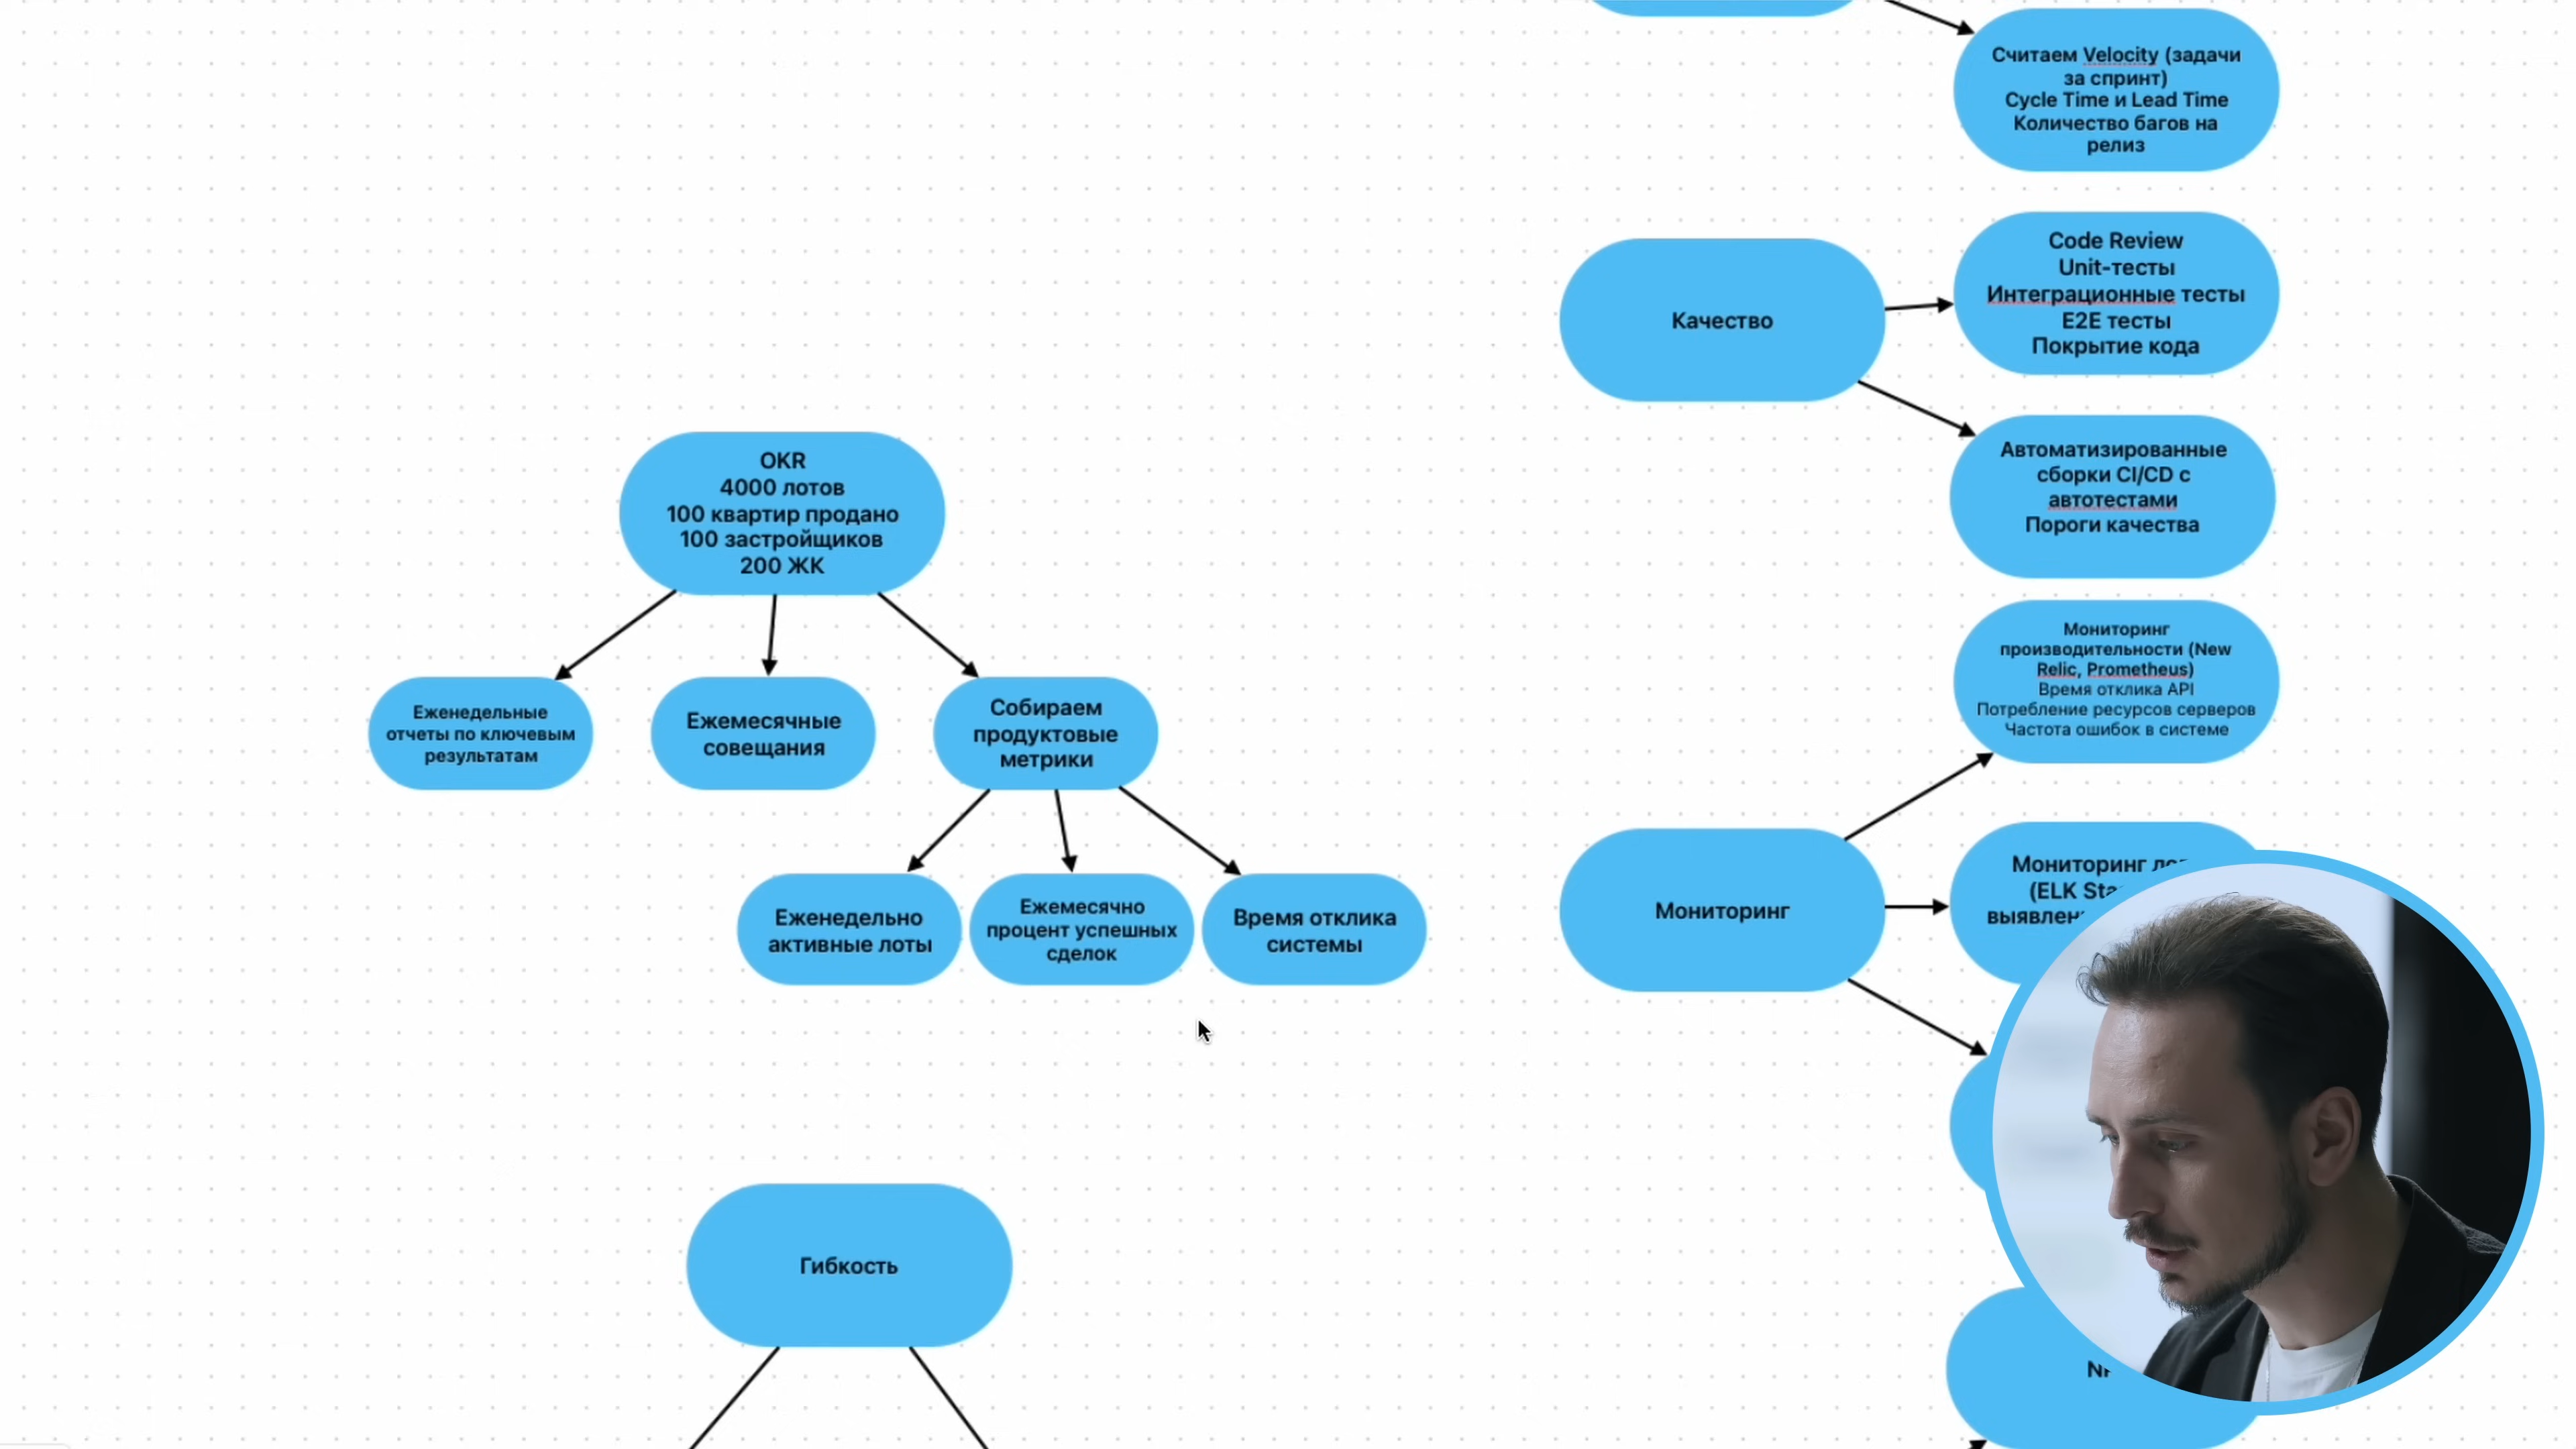 Считаем Velocity (задачи
за спринт)
Cycle Time и Lead Time
Количество багов на
релиз
Качество
Code Review
Unit-тесты
Интеграционные тесты
E2E тесты
Покрытие кода
Автоматизированные
сборки CI/CD с
автотестами
Пороги качества
OKR
4000 лотов
100 квартир продано
100 застройщиков
200 ЖК
Еженедельные
отчеты по ключевым
результатам
Ежемесячные
совещания
Собираем
продуктовые
метрики
Еженедельно
активные лоты
Ежемесячно
процент успешных
сделок
Время отклика
системы
Мониторинг
производительности (New
Relic, Prometheus)
Время отклика API
Потребление ресурсов серверов
Частота ошибок в системе
Мониторинг
Мониторинг
(ELK
Гибкость